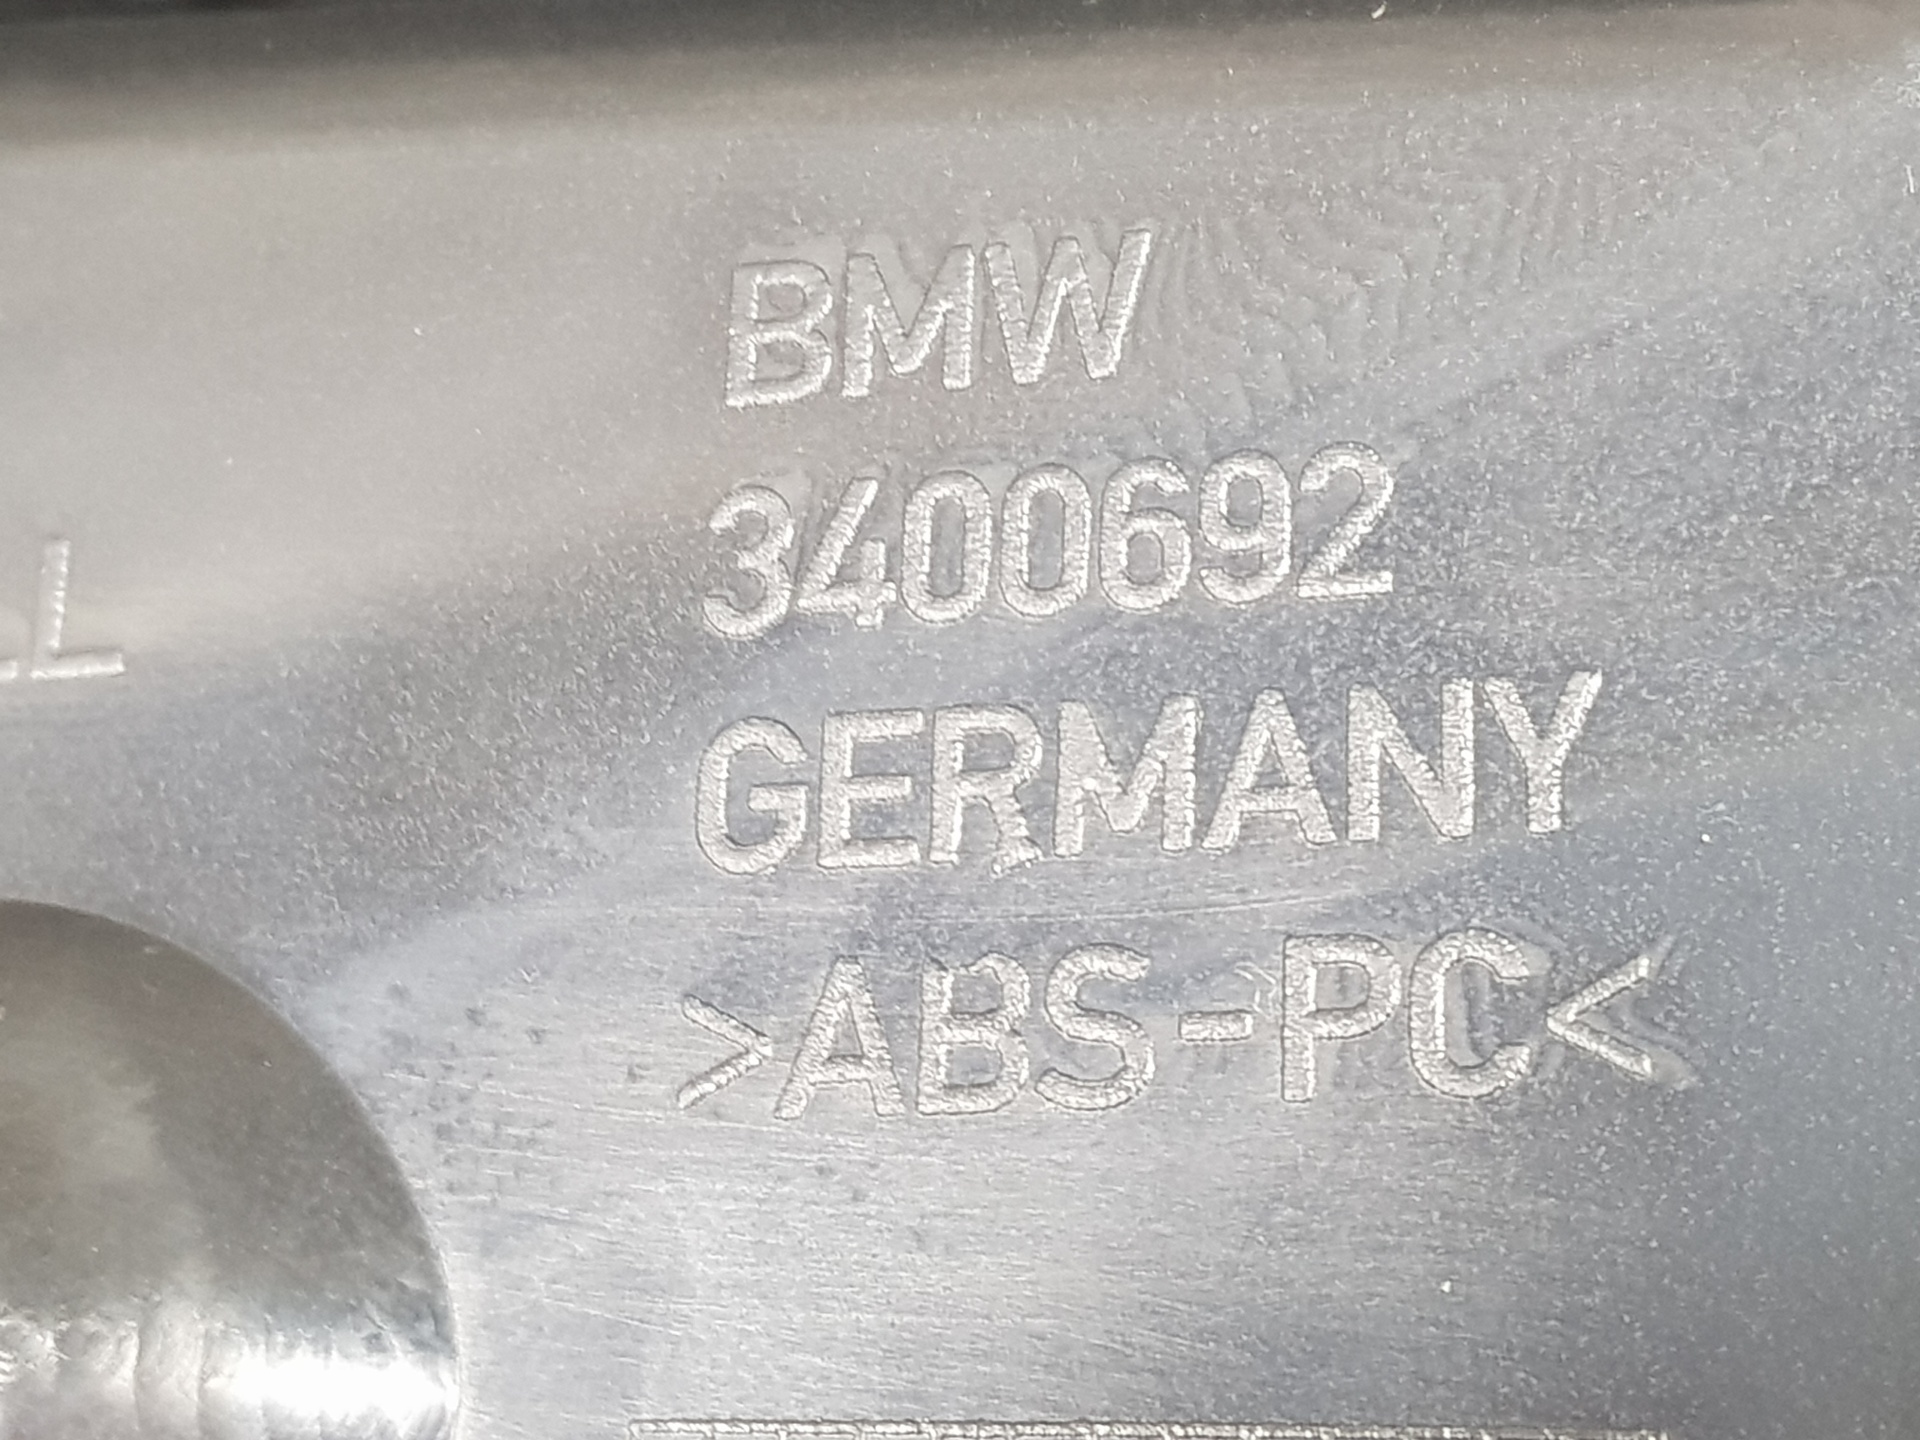 BMW
3400692
L
GERMANY
>ABS-PC<